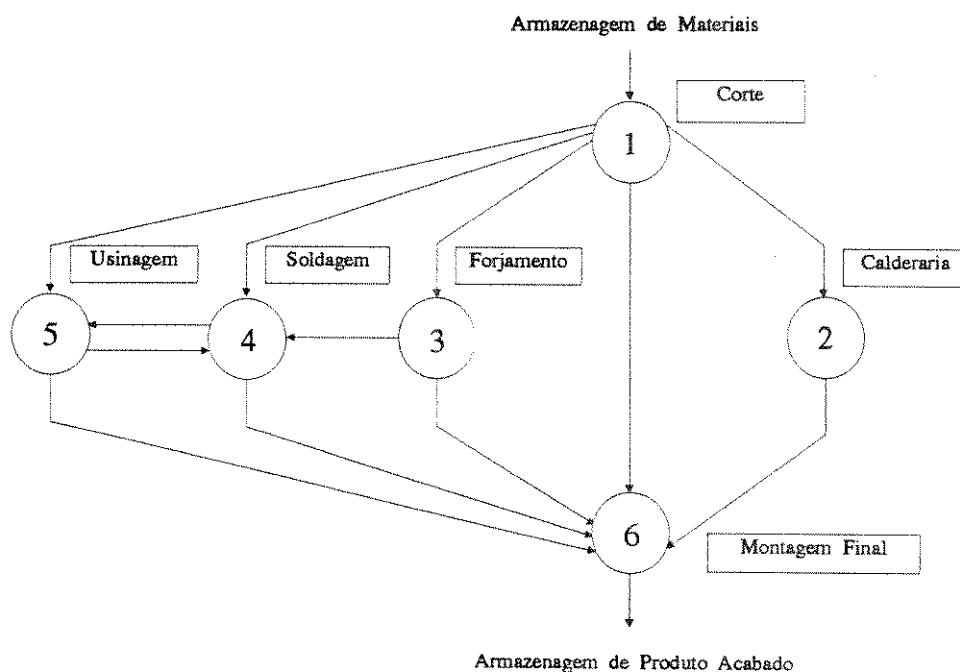 Armazenagem de Materiais
Corte
1
Usinagem
Soldagem
Forjamento
Calderaria
5
4
3
2
6
Montagem Final
Armazenagem de Produto Acabado